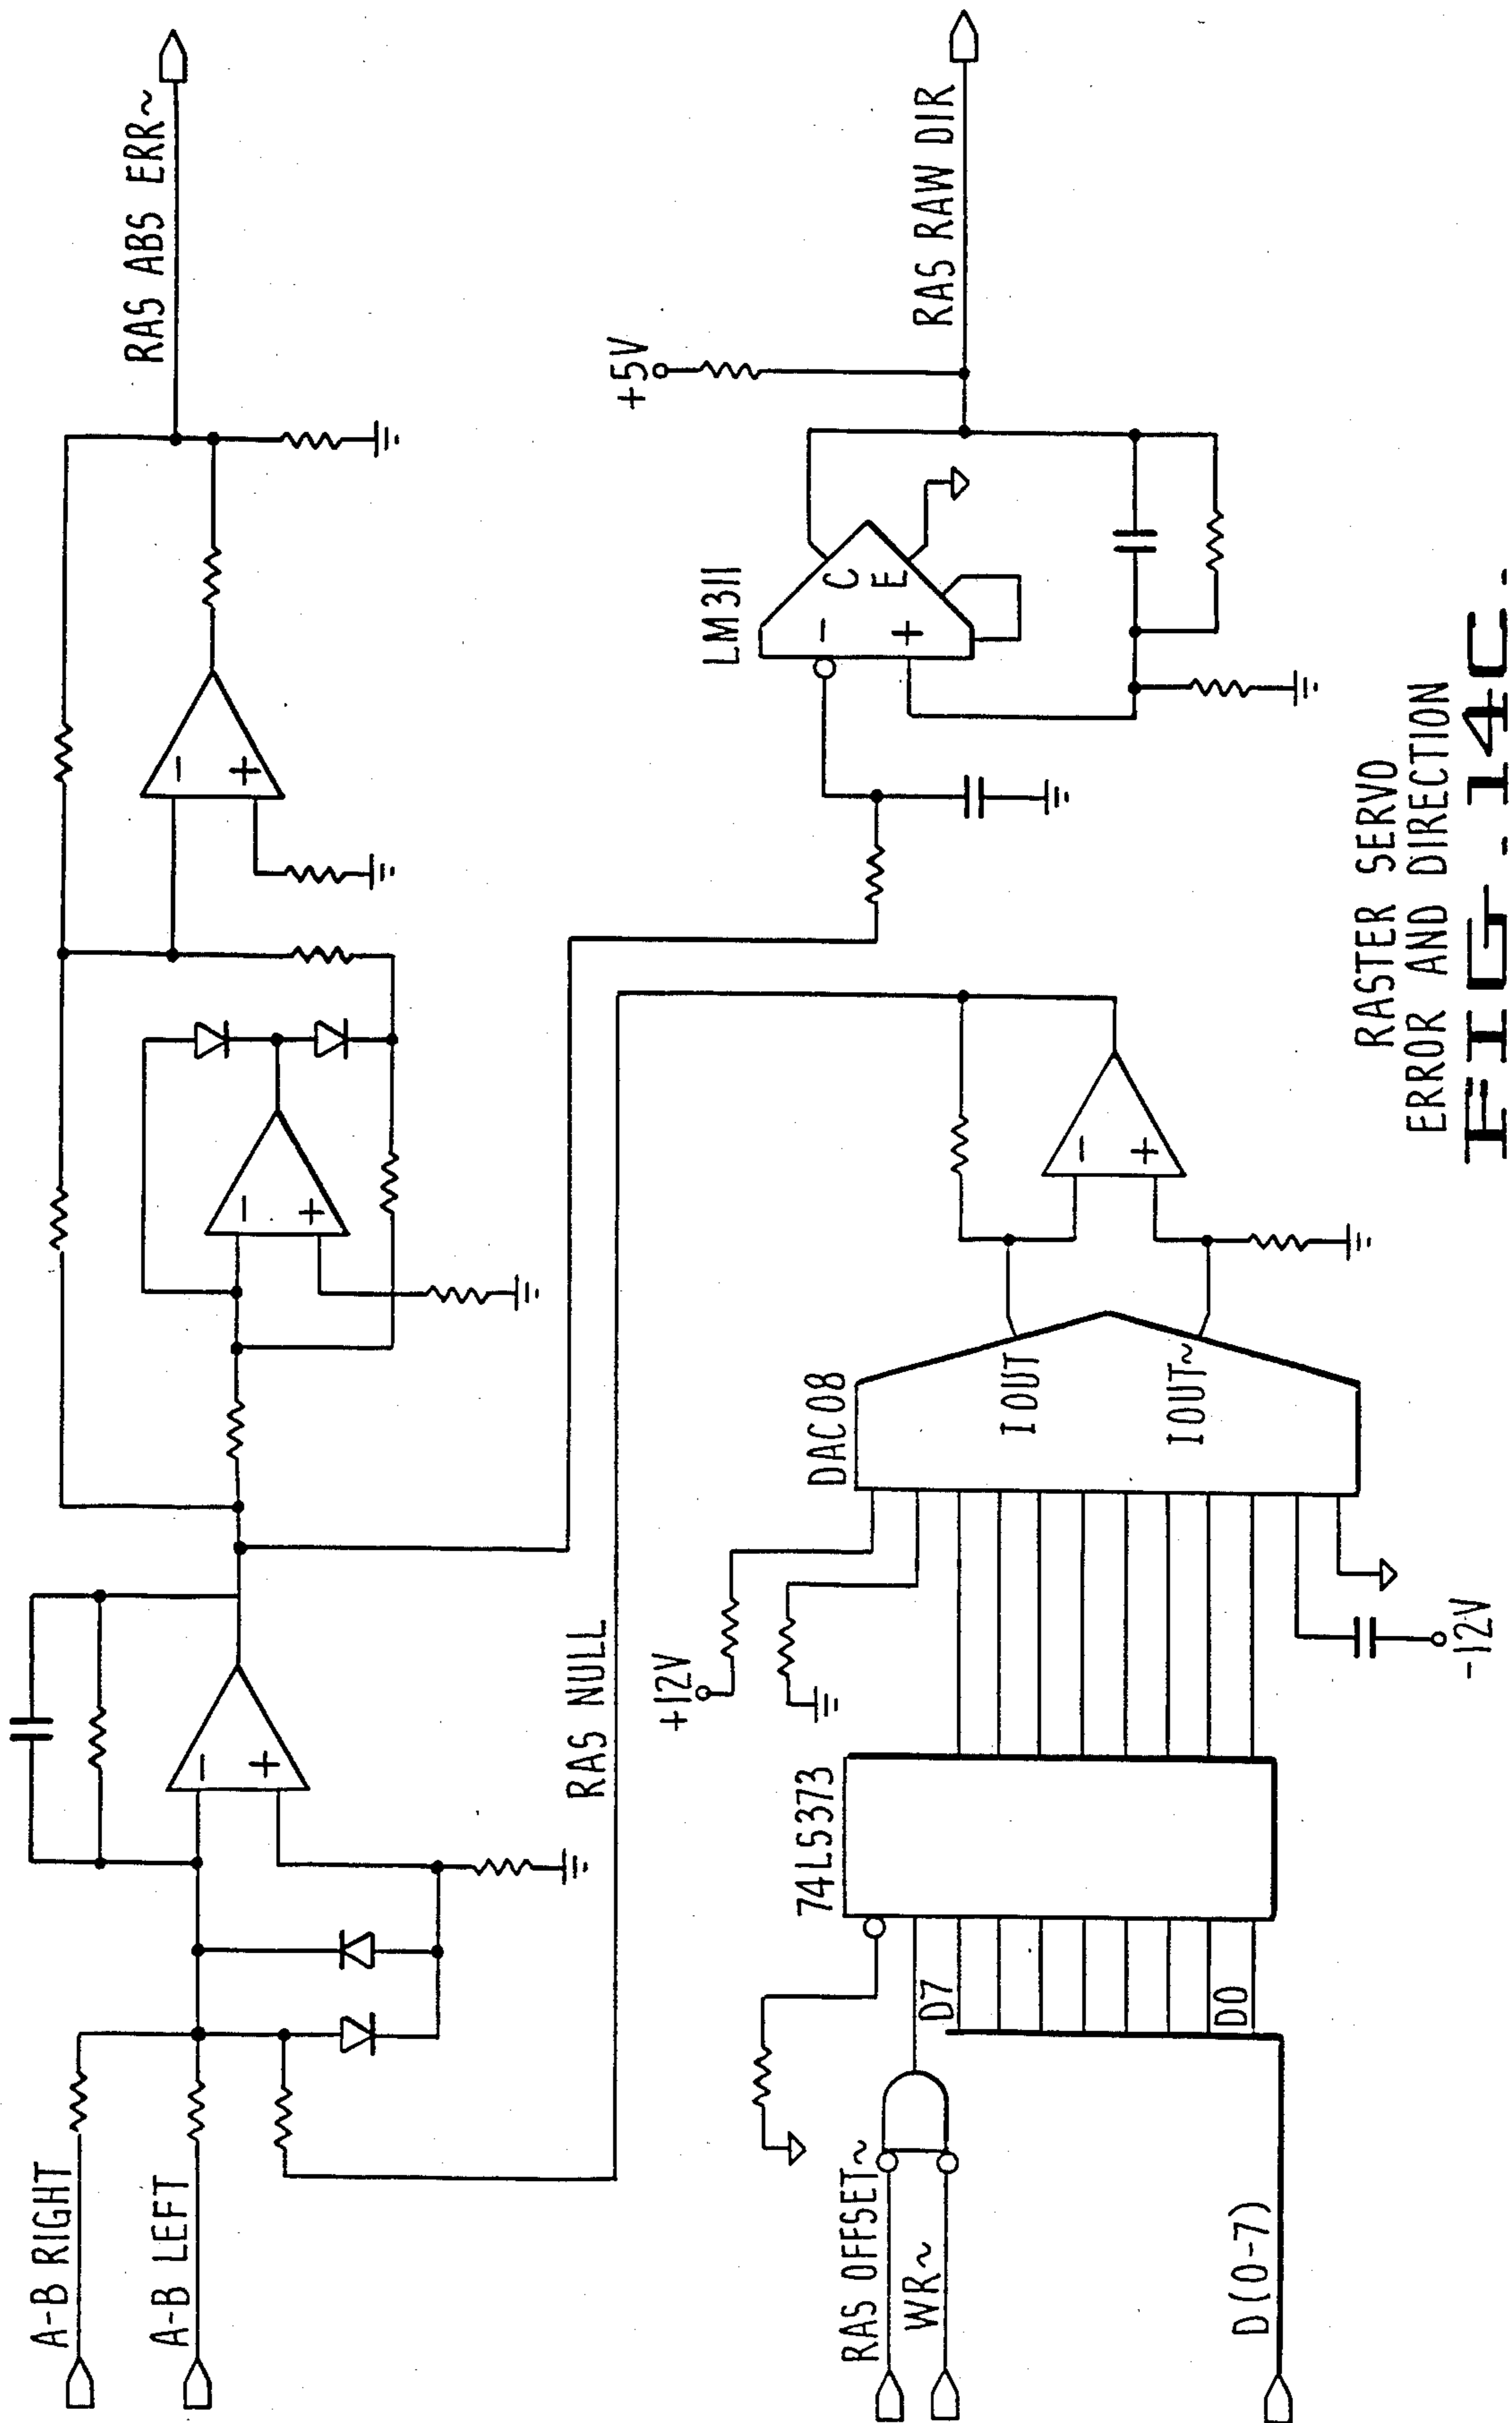 A-B RIGHT
A-B LEFT
-
+
-
+
-
+
RAS ABS ERR~
RAS NULL
RAS OFFSET~
WR~
D(0-7)
D7
D0
74LS373
+12V
-12V
DAC08
IOUT
IOUT~
-
+
LM311
-
+
C
E
+5V
RAS RAW DIR
RASTER SERVO
ERROR AND DIRECTION
FIG. 14C.